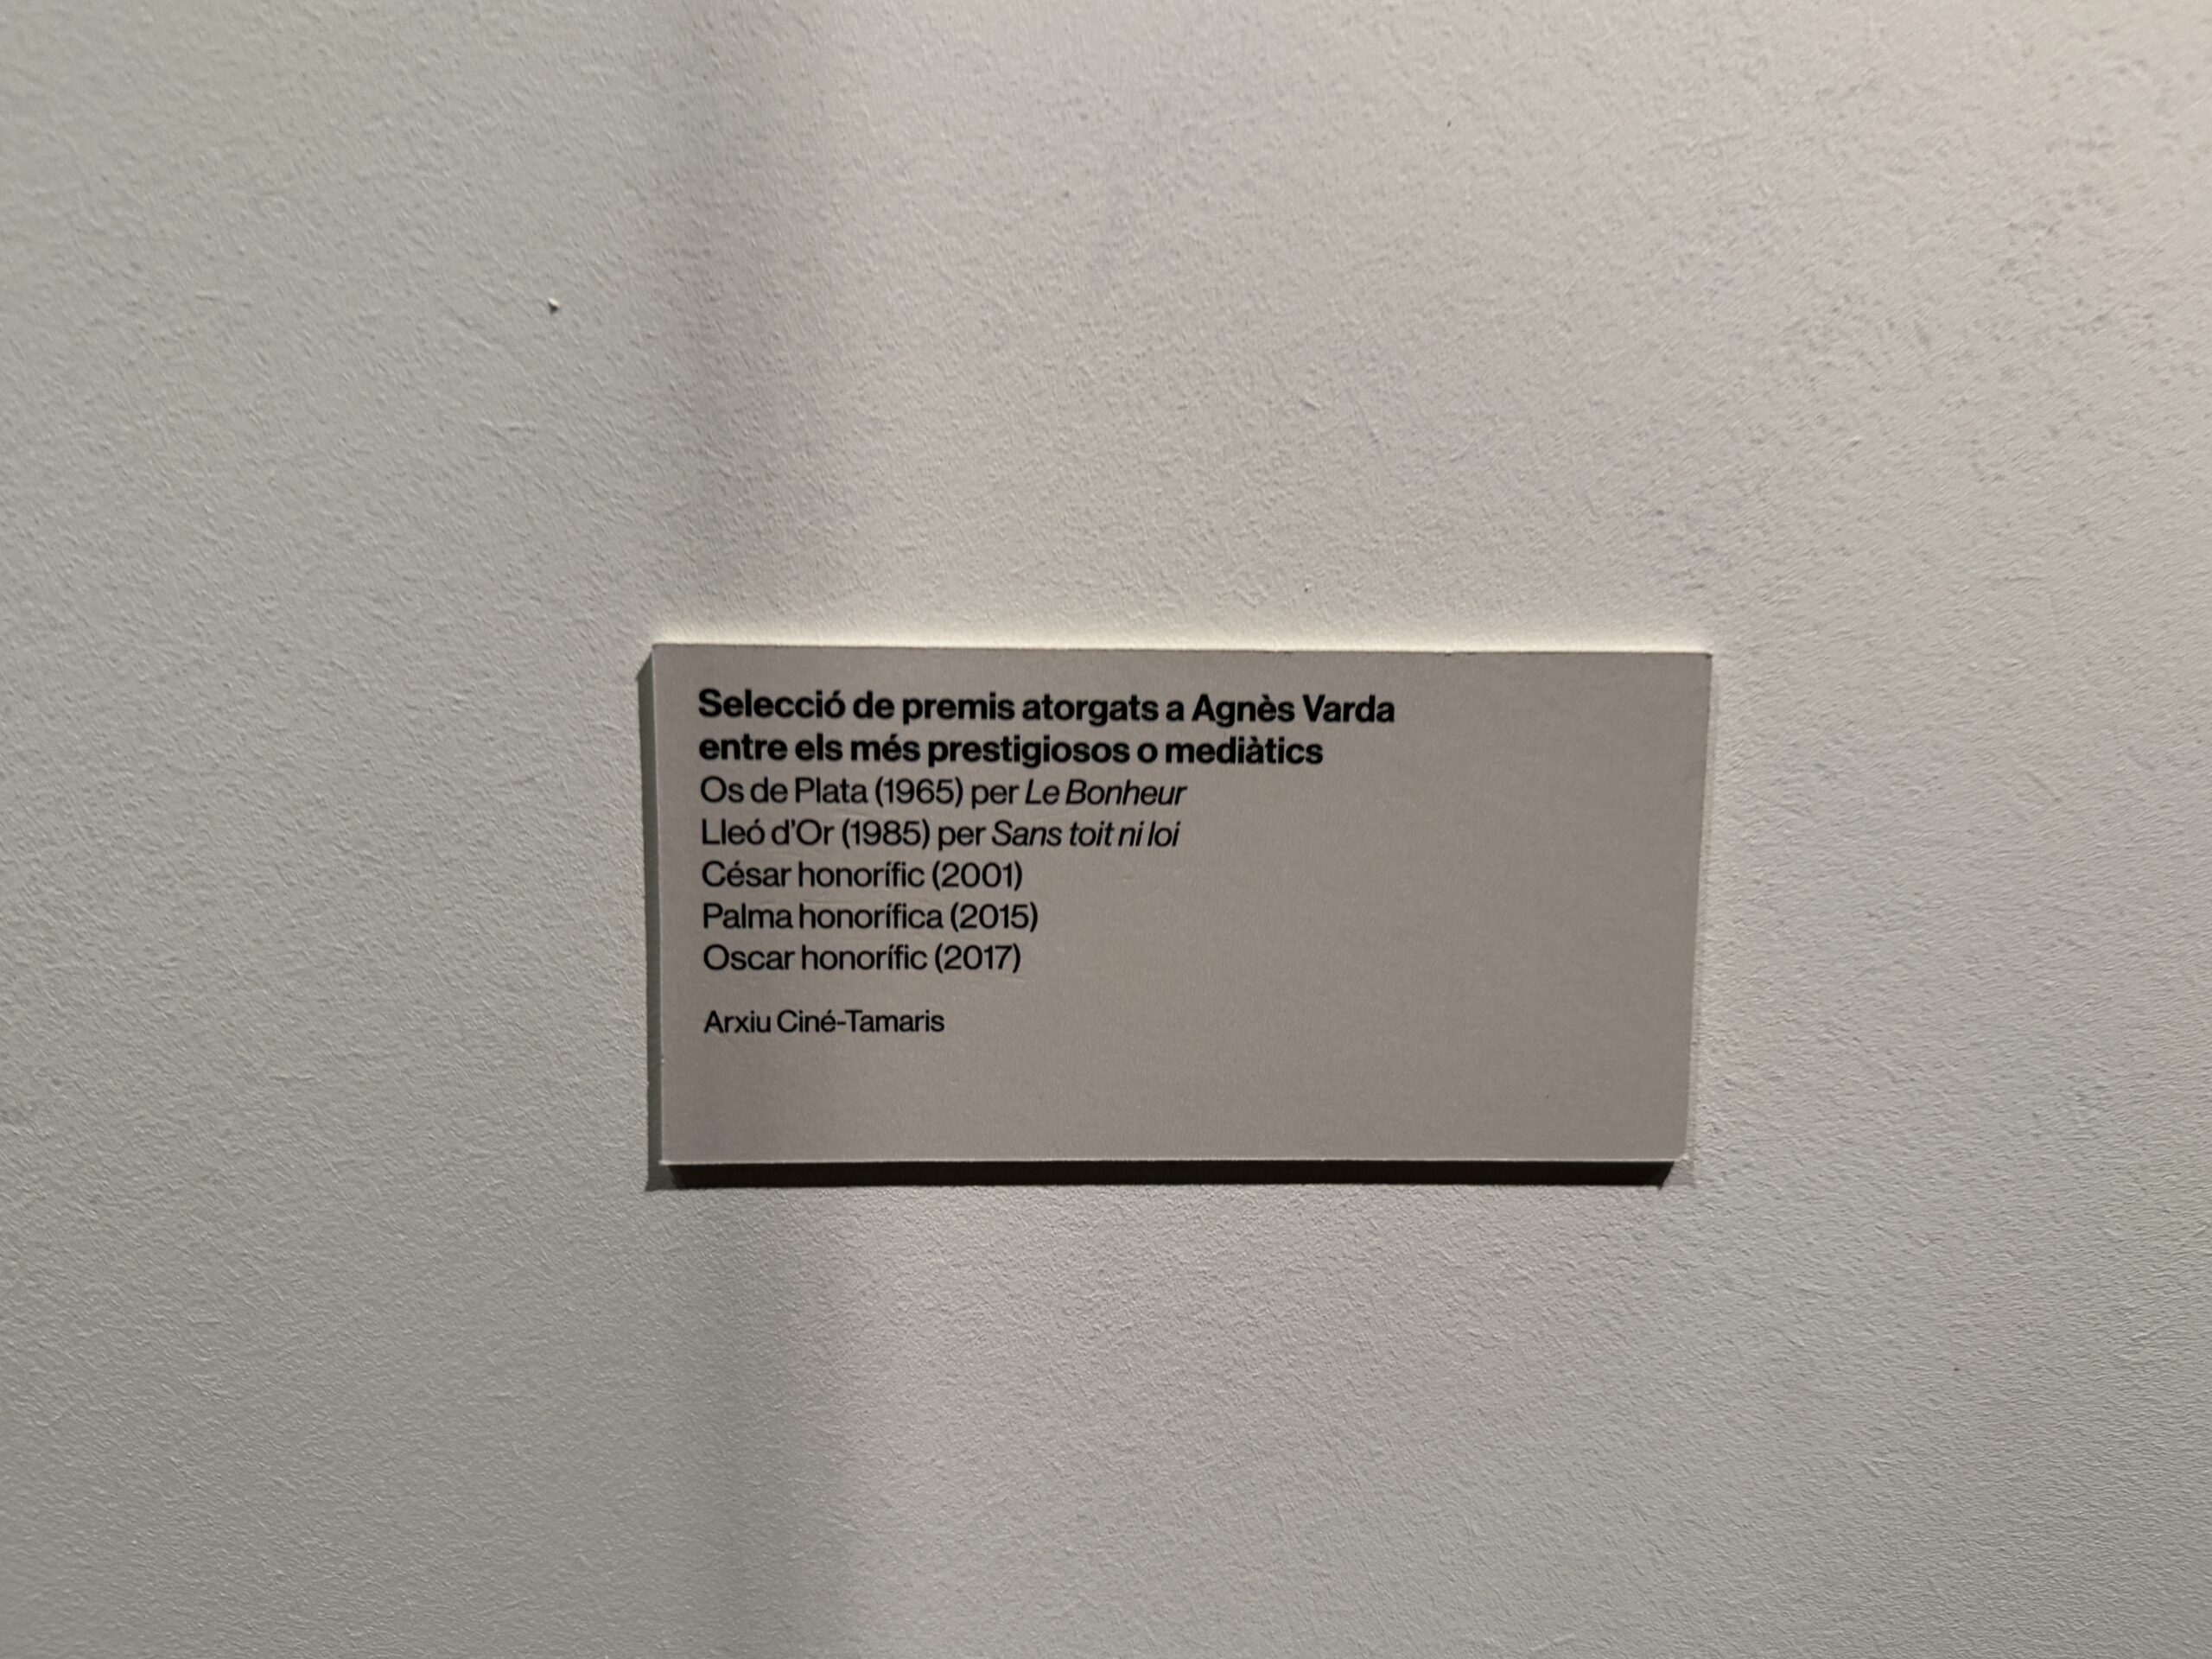 Selecció de premis atorgats a Agnès Varda
entre els més prestigiosos o mediàtics
Os de Plata (1965) per Le Bonheur
Lleó d'Or (1985) per Sans toit ni loi
César honorífic (2001)
Palma honorífica (2015)
Oscar honorífic (2017)
Arxiu Ciné-Tamaris